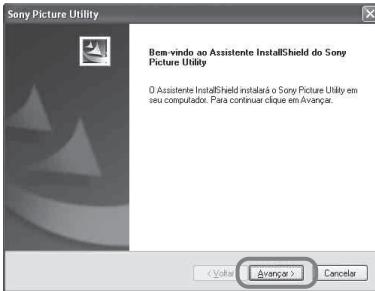 Sony Picture Utility
Bem-vindo ao Assistente InstallShield do Sony
Picture Utility
O Assistente InstallShield instalará o Sony Picture Utility em
seu computador. Para continuar clique em Avançar.
< Voltar
Avançar >
Cancelar